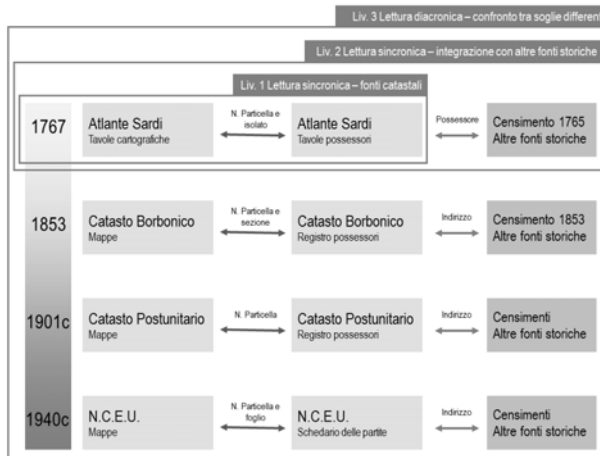 Liv. 3 Lettura diacronica – confronto tra soglie different
Liv. 2 Lettura sincronica – integrazione con altre fonti storiche
Liv. 1 Lettura sincronica – fonti catastali
1767
Atlante Sardi
Tavole cartografiche
N. Particella e
isolato
Atlante Sardi
Tavole possessori
Possessore
Censimento 1765
Altre fonti storiche
1853
Catasto Borbonico
Mappe
N. Particella e
sezione
Catasto Borbonico
Registro possessori
Indirizzo
Censimento 1853
Altre fonti storiche
1901c
Catasto Postunitario
Mappe
N. Particella
Catasto Postunitario
Registro possessori
Indirizzo
Censimenti
Altre fonti storiche
1940c
N.C.E.U.
Mappe
N. Particella e
foglio
N.C.E.U.
Schedario delle partite
Indirizzo
Censimenti
Altre fonti storiche